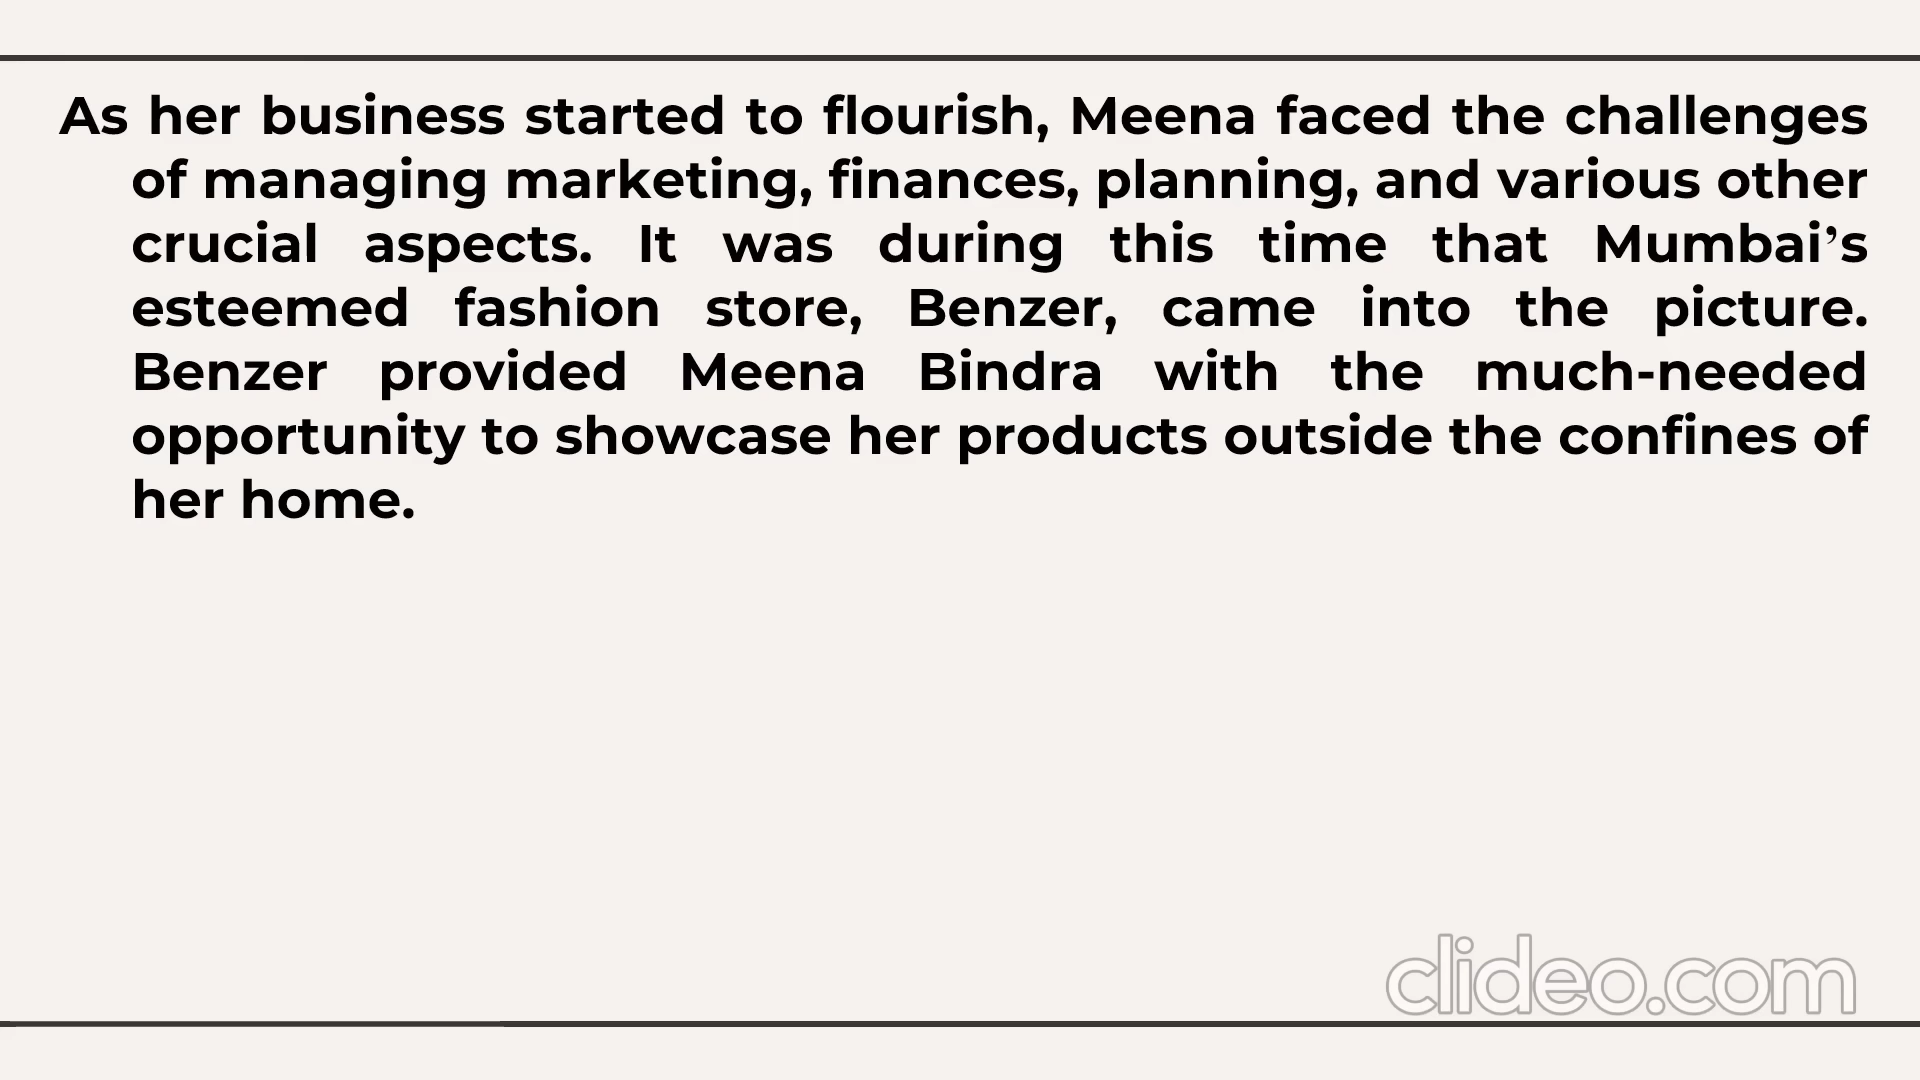 As her business started to flourish, Meena faced the challenges
of managing marketing, finances, planning, and various other
crucial aspects. It was during this time that Mumbai’s
esteemed fashion store, Benzer, came into the picture.
Benzer provided Meena Bindra with the much-needed
opportunity to showcase her products outside the confines of
her home.
clideo.com